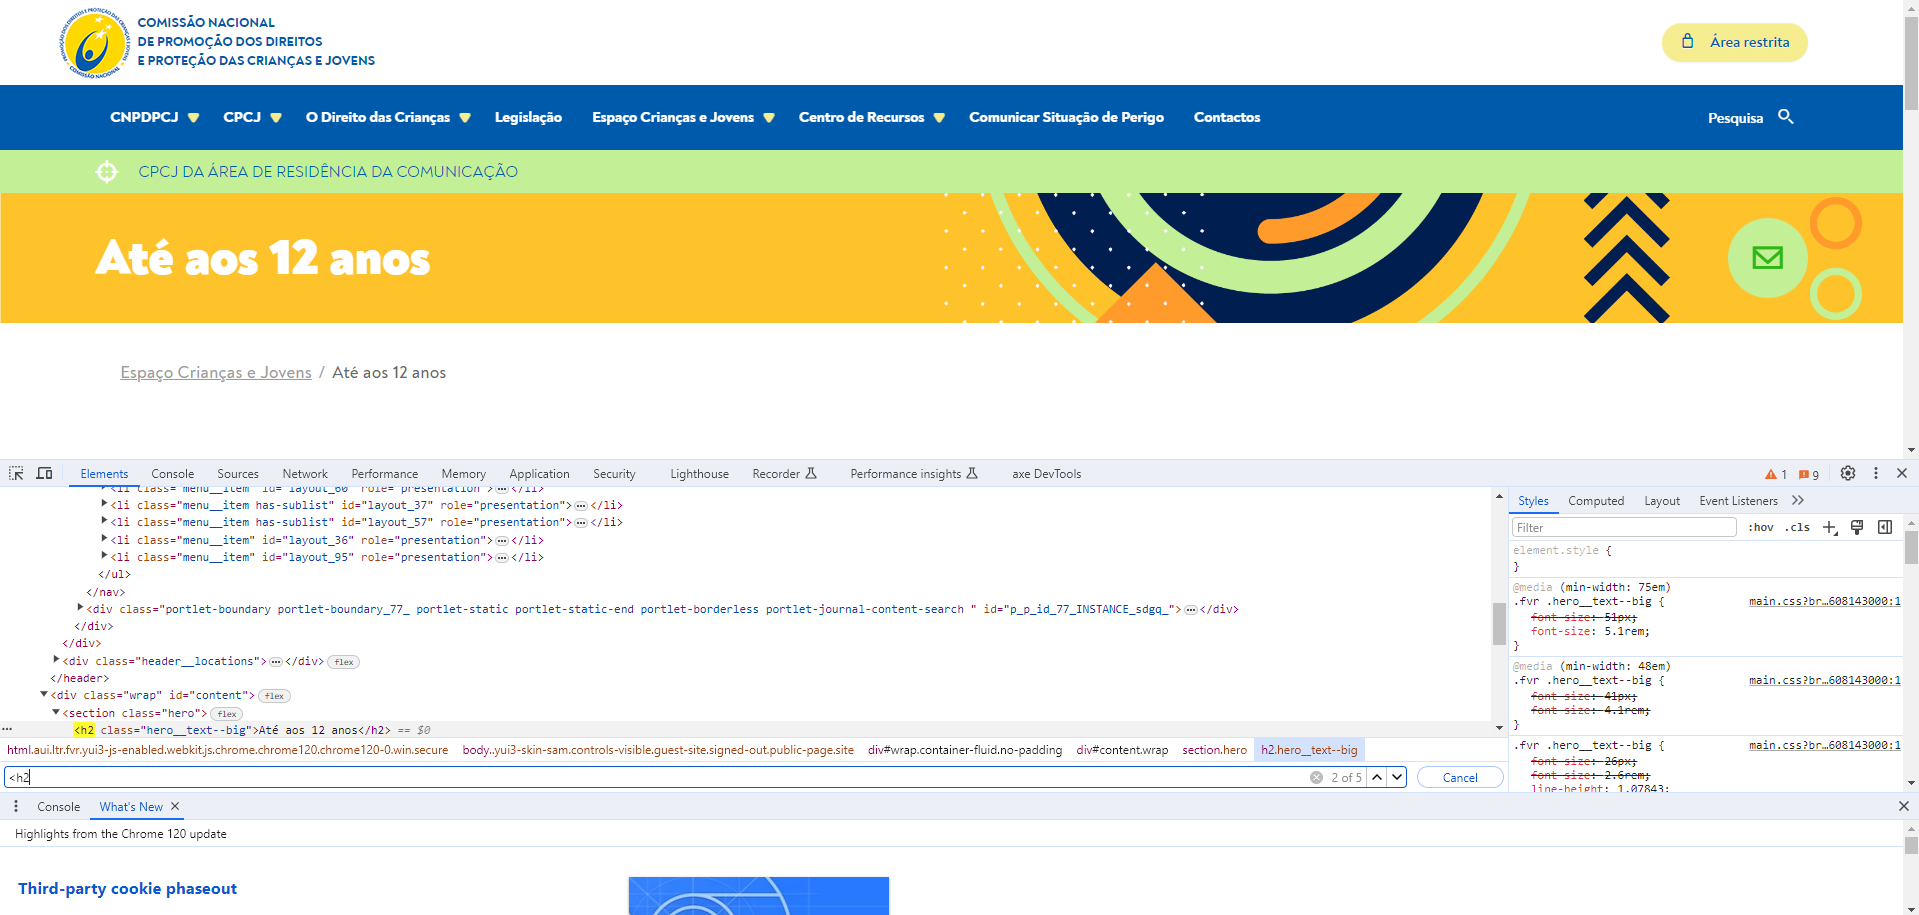 COMISSÃO NACIONAL
DE PROMOÇÃO DOS DIREITOS
E PROTEÇÃO DAS CRIANÇAS E JOVENS
Área restrita
CNPDPCJ CPCJ O Direito das Crianças Legislação Espaço Crianças e Jovens Centro de Recursos Comunicar Situação de Perigo Contactos Pesquisa
CPCJ DA ÁREA DE RESIDÊNCIA DA COMUNICAÇÃO
Até aos 12 anos
Espaço Crianças e Jovens / Até aos 12 anos
Elements Console Sources Network Performance Memory Application Security Lighthouse Recorder Performance insights axe DevTools 1 9
<li class="menu__item" id="layout_60" role="presentation">…</li>
<li class="menu__item has-sublist" id="layout_37" role="presentation">…</li>
<li class="menu__item has-sublist" id="layout_57" role="presentation">…</li>
<li class="menu__item" id="layout_36" role="presentation">…</li>
<li class="menu__item" id="layout_95" role="presentation">…</li>
</ul>
</nav>
<div class="portlet-boundary portlet-boundary_77_ portlet-static portlet-static-end portlet-borderless portlet-journal-content-search " id="p_p_id_77_INSTANCE_sdgq_">…</div>
</div>
</div>
<div class="header__locations">…</div> flex
</header>
<div class="wrap" id="content"> flex
<section class="hero"> flex
… <h2 class="hero__text--big">Até aos 12 anos</h2> == $0
html.aui.ltr.fvr.yui3-js-enabled.webkit.js.chrome.chrome120.chrome120-0.win.secure body..yui3-skin-sam.controls-visible.guest-site.signed-out.public-page.site div#wrap.container-fluid.no-padding div#content.wrap section.hero h2.hero__text--big
<h2 2 of 5 Cancel
Styles Computed Layout Event Listeners
Filter :hov .cls
element.style {
}
@media (min-width: 75em)
.fvr .hero__text--big { main.css?br…608143000:1
font-size: 51px;
font-size: 5.1rem;
}
@media (min-width: 48em)
.fvr .hero__text--big { main.css?br…608143000:1
font-size: 41px;
font-size: 4.1rem;
}
.fvr .hero__text--big { main.css?br…608143000:1
font-size: 26px;
font-size: 2.6rem;
line-height: 1.07843;
Console What's New
Highlights from the Chrome 120 update
Third-party cookie phaseout